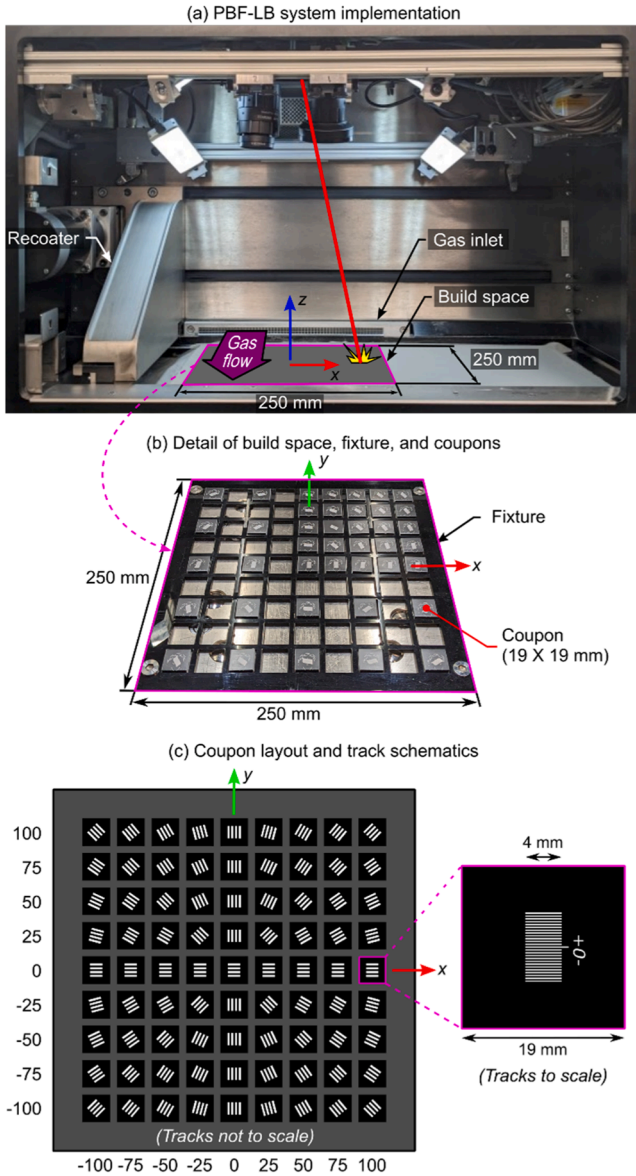 (a) PBF-LB system implementation
Recoater
Gas inlet
z
Build space
Gas
flow
x
250 mm
250 mm
(b) Detail of build space, fixture, and coupons
y
Fixture
250 mm
x
Coupon
(19 X 19 mm)
250 mm
(c) Coupon layout and track schematics
y
100
4 mm
75
50
25
+0-
0
x
-25
-50
19 mm
-75
(Tracks to scale)
-100
(Tracks not to scale)
-100 -75 -50 -25 0 25 50 75 100